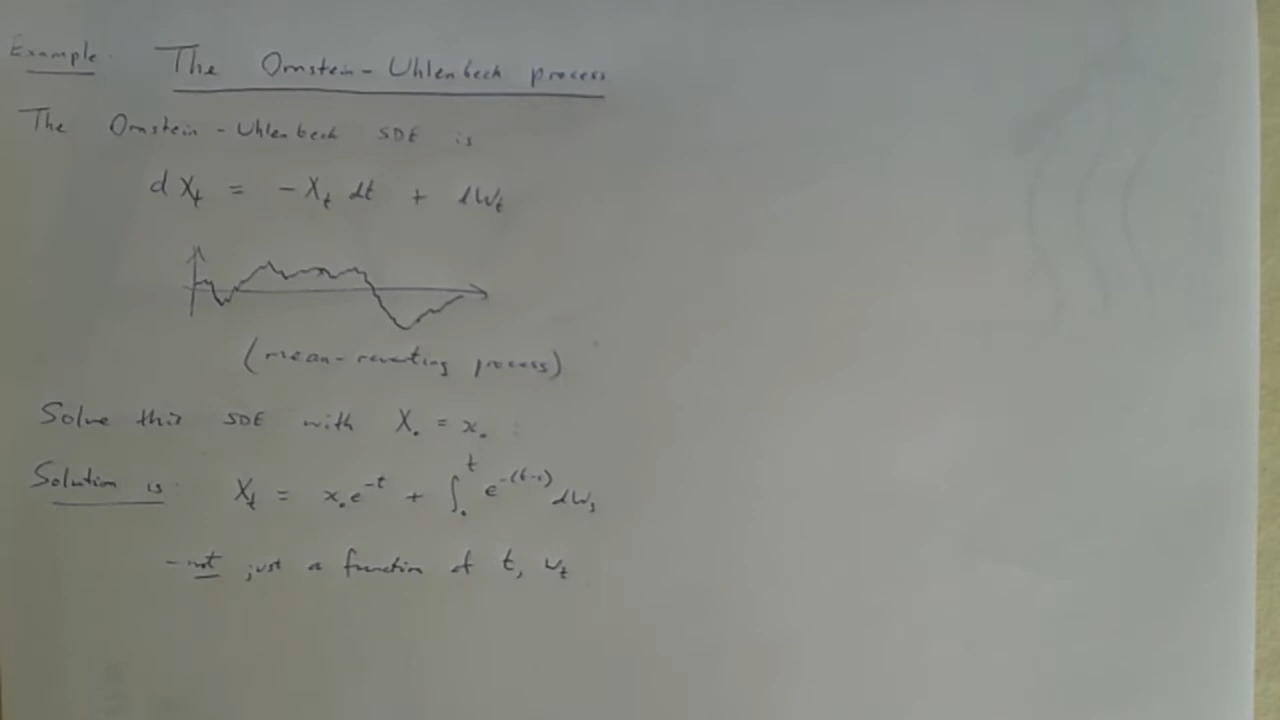 Example. The Ornstein-Uhlenbeck process
The Ornstein-Uhlenbeck SDE is
dX_t = -X_t dt + dW_t
(mean-reverting process)
Solve this SDE with X_0 = x_0 :
Solution is X_t = x_0 e^{-t} + ∫_0^t e^{-(t-s)} dW_s
- not just a function of t, W_t